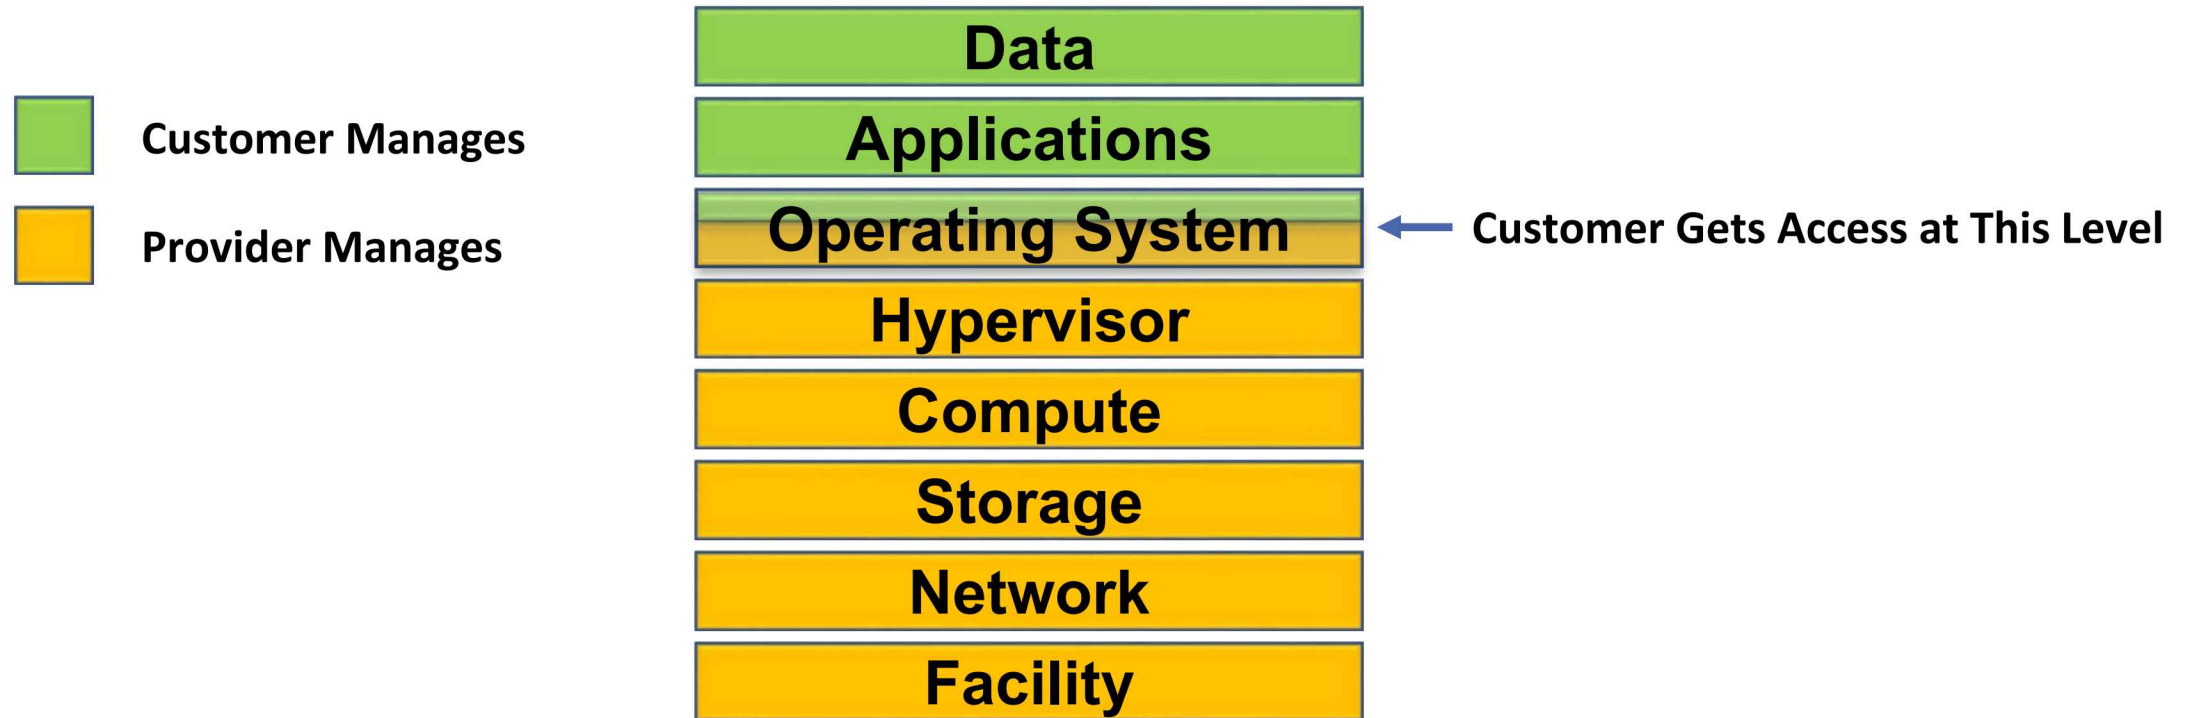 Data
Customer Manages
Applications
Provider Manages
Operating System
Customer Gets Access at This Level
Hypervisor
Compute
Storage
Network
Facility